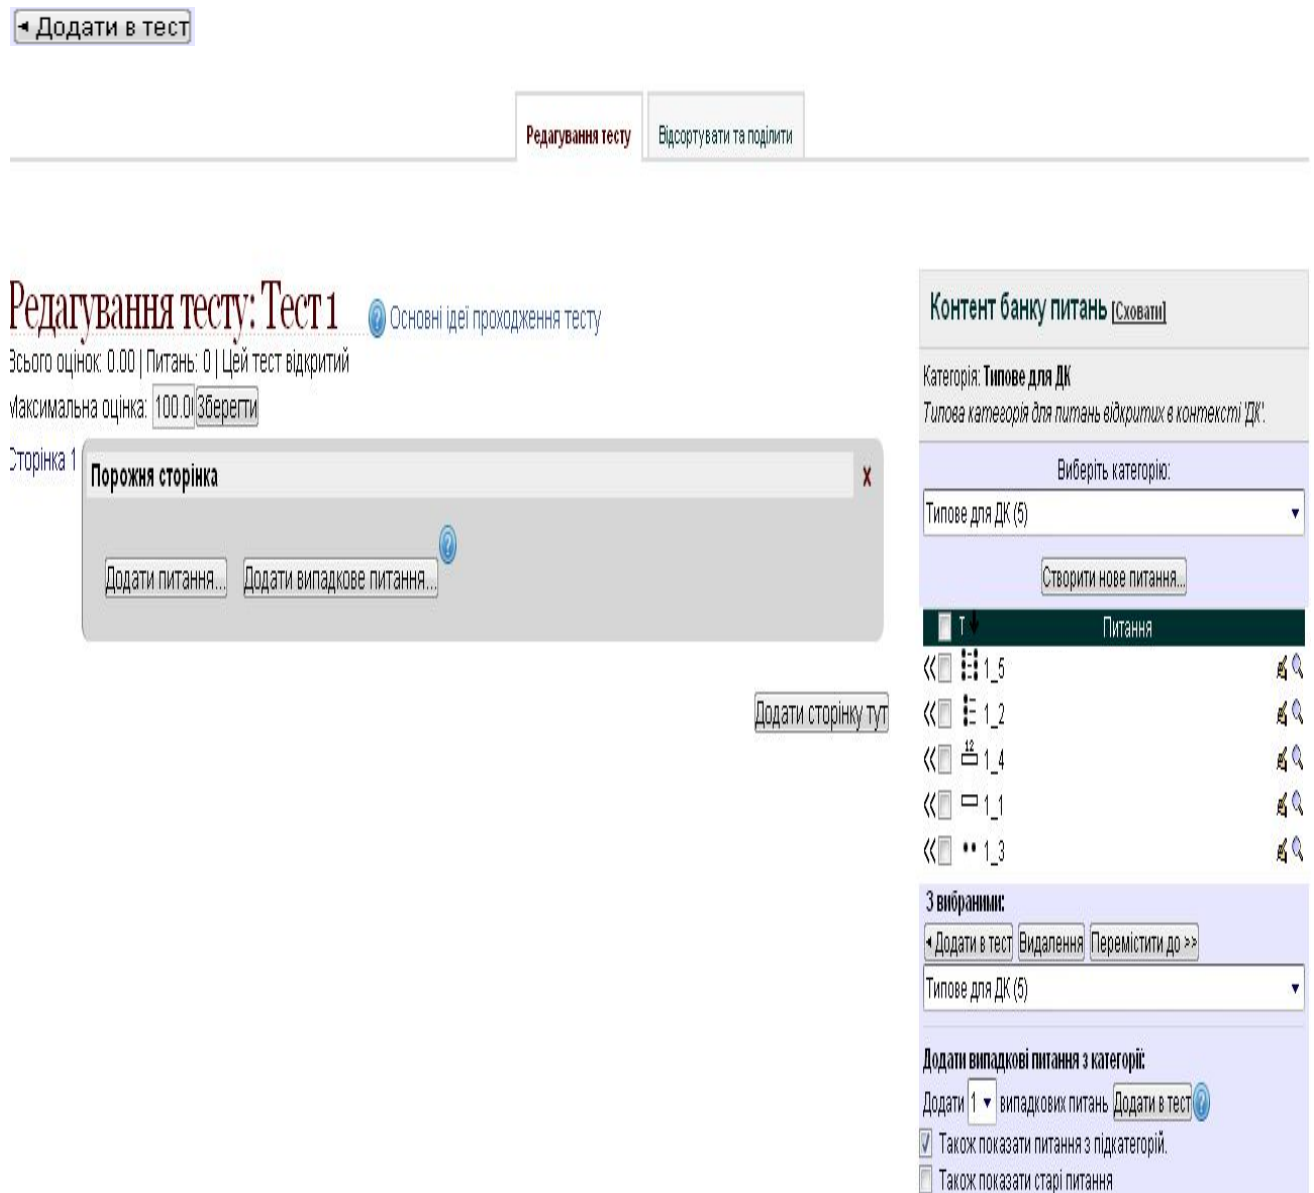 ◄ Додати в тест
Редагування тесту
Відсортувати та поділити
Редагування тесту: Тест 1
Основні ідеї проходження тесту
Всього оцінок: 0.00 | Питань: 0 | Цей тест відкритий
Максимальна оцінка: 100.0 Зберегти
Сторінка 1
Порожня сторінка
x
Додати питання...
Додати випадкове питання...
Додати сторінку тут
Контент банку питань [Сховати]
Категорія: Типове для ДК
Типова категорія для питань відкритих в контексті 'ДК'.
Виберіть категорію:
Типове для ДК (5)
Створити нове питання...
Т Питання
1_5
1_2
12 1_4
1_1
1_3
З вибраними:
◄ Додати в тест Видалення Перемістити до >>
Типове для ДК (5)
Додати випадкові питання з категорії:
Додати 1 випадкових питань Додати в тест
Також показати питання з підкатегорій.
Також показати старі питання